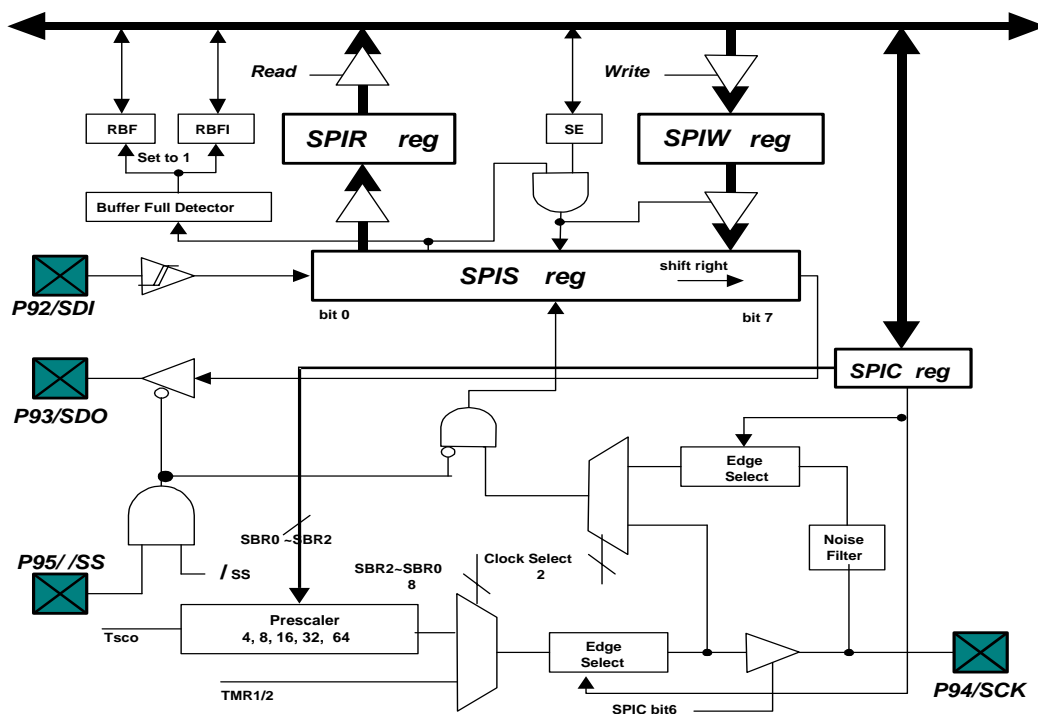 Read
Write
RBF
RBFI
SPIR reg
SE
SPIW reg
Set to 1
Buffer Full Detector
SPIS reg
shift right
P92/SDI
bit 0
bit 7
SPIC reg
P93/SDO
Edge
Select
Noise
Filter
SBR0 ~SBR2
P95/ /SS
/ SS
Clock Select
2
SBR2~SBR0
8
Prescaler
4, 8, 16, 32, 64
Tsco
Edge
Select
TMR1/2
SPIC bit6
P94/SCK